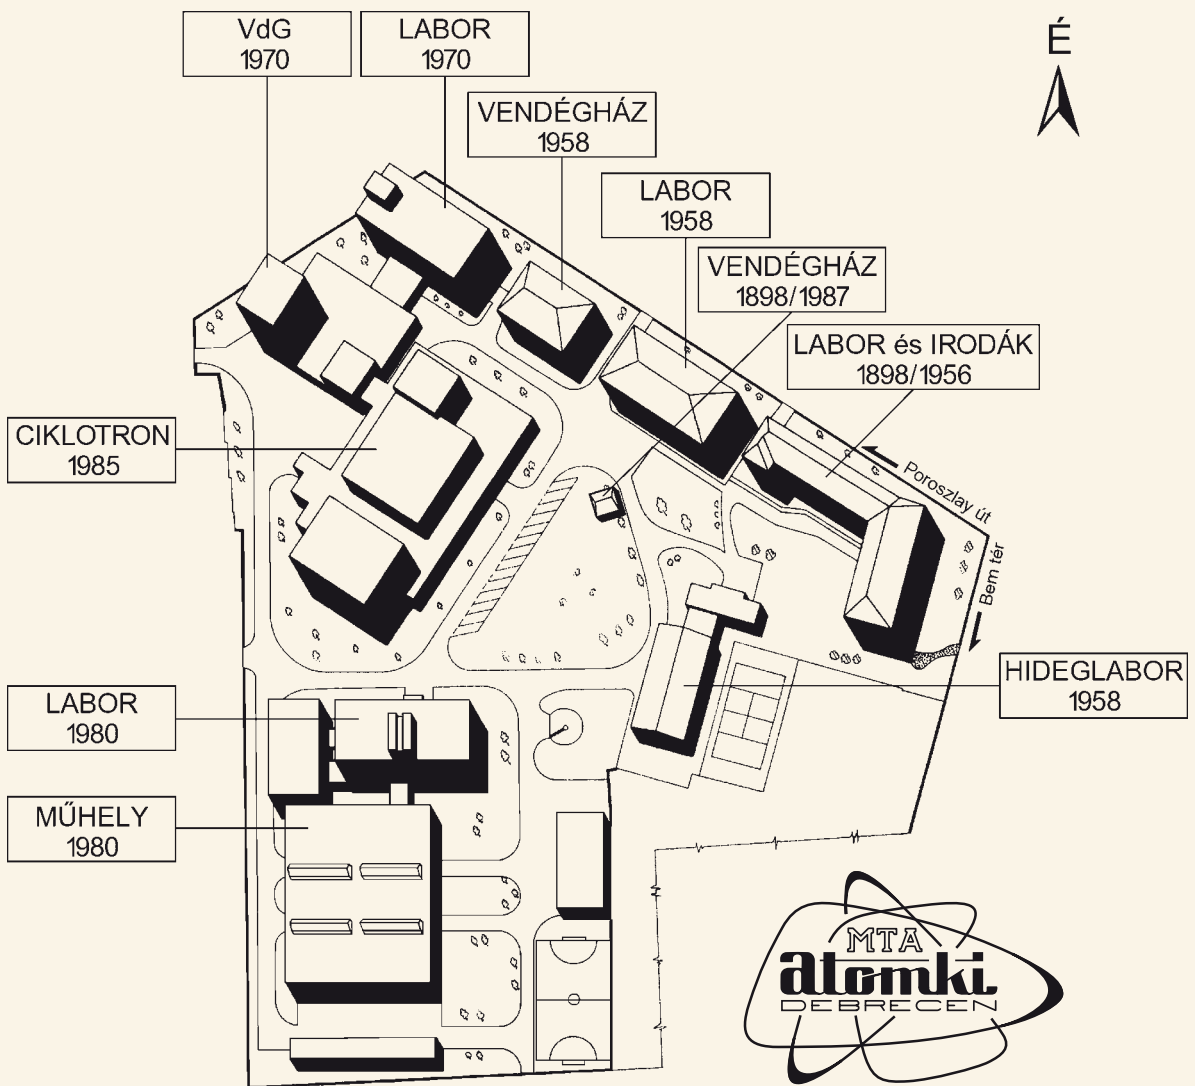 VdG
1970
LABOR
1970
É
VENDÉGHÁZ
1958
LABOR
1958
VENDÉGHÁZ
1898/1987
LABOR és IRODÁK
1898/1956
CIKLOTRON
1985
Poroszlay út
Bem tér
HIDEGLABOR
1958
LABOR
1980
MŰHELY
1980
MTA
atomki
DEBRECEN